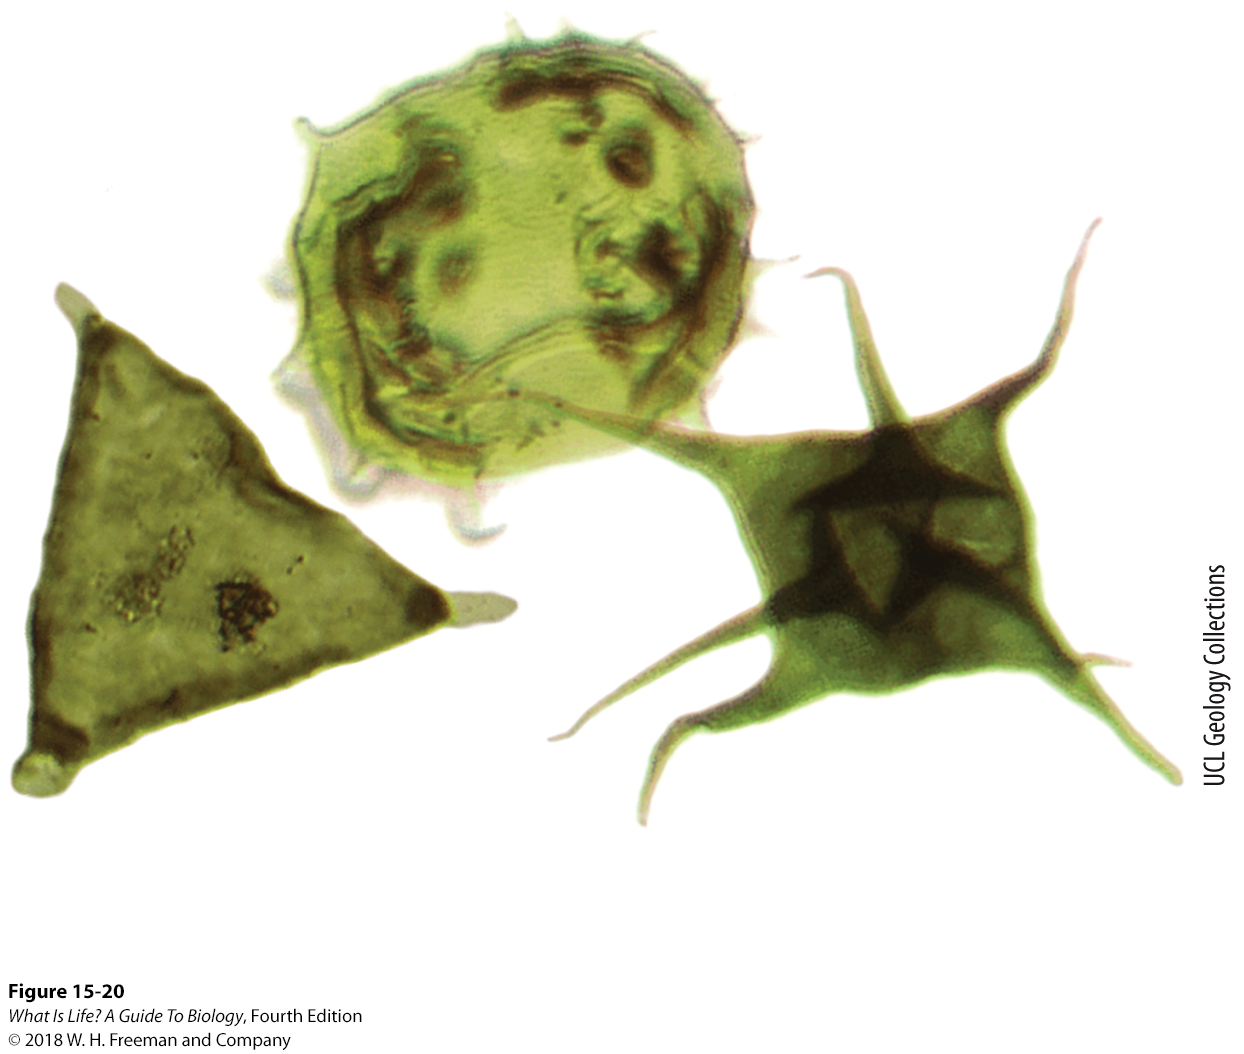 UCL Geology Collections
Figure 15-20
What Is Life? A Guide To Biology, Fourth Edition
© 2018 W. H. Freeman and Company